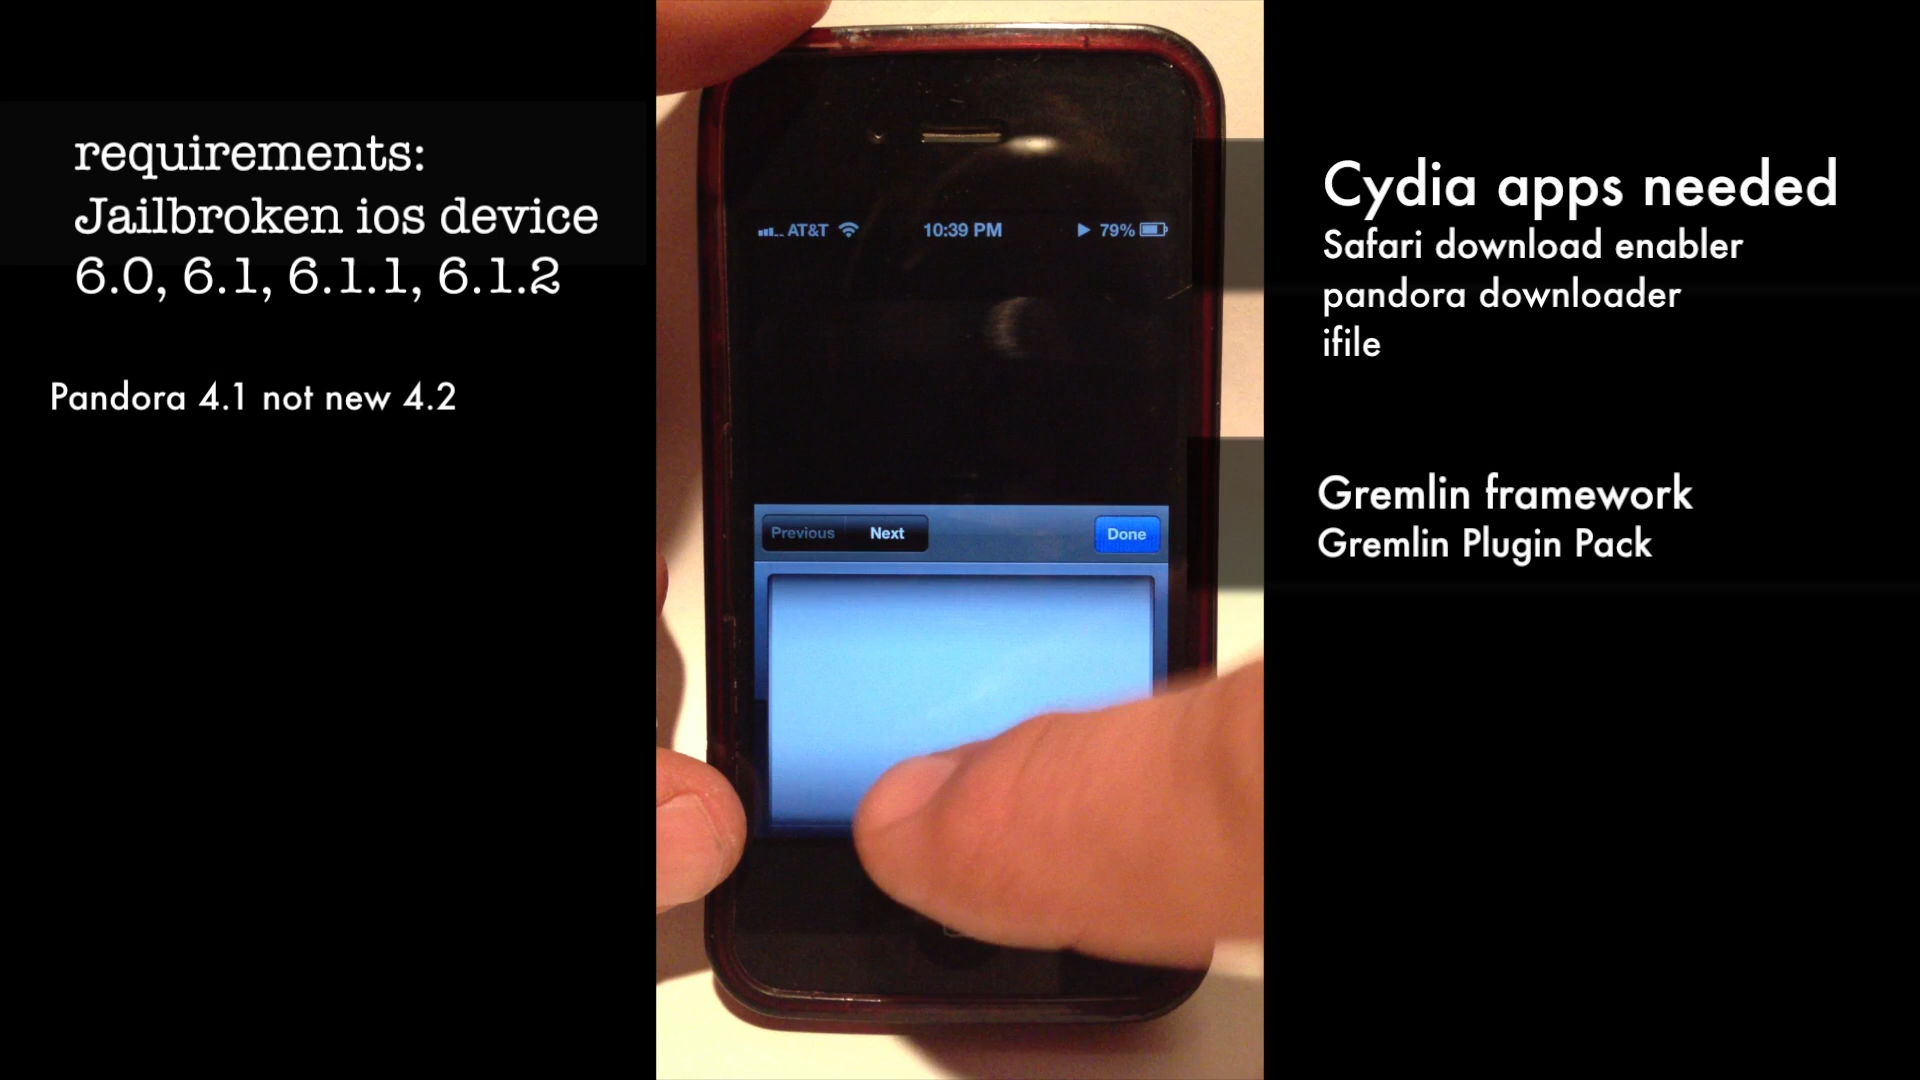 requirements:
Jailbroken ios device
6.0, 6.1, 6.1.1, 6.1.2
Pandora 4.1 not new 4.2
AT&T 10:39 PM 79%
Previous Next Done
Cydia apps needed
Safari download enabler
pandora downloader
ifile
Gremlin framework
Gremlin Plugin Pack